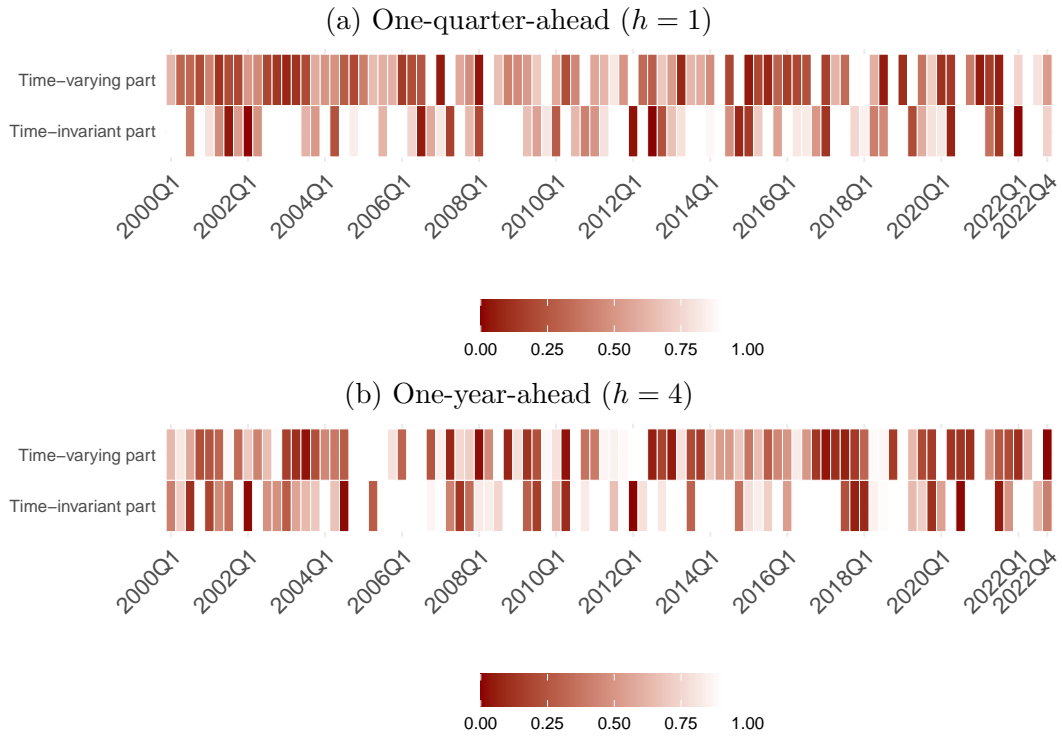 (a) One-quarter-ahead (h = 1)
Time−varying part
Time−invariant part
2000Q1 2002Q1 2004Q1 2006Q1 2008Q1 2010Q1 2012Q1 2014Q1 2016Q1 2018Q1 2020Q1 2022Q1 2022Q4
0.00 0.25 0.50 0.75 1.00
(b) One-year-ahead (h = 4)
Time−varying part
Time−invariant part
2000Q1 2002Q1 2004Q1 2006Q1 2008Q1 2010Q1 2012Q1 2014Q1 2016Q1 2018Q1 2020Q1 2022Q1 2022Q4
0.00 0.25 0.50 0.75 1.00